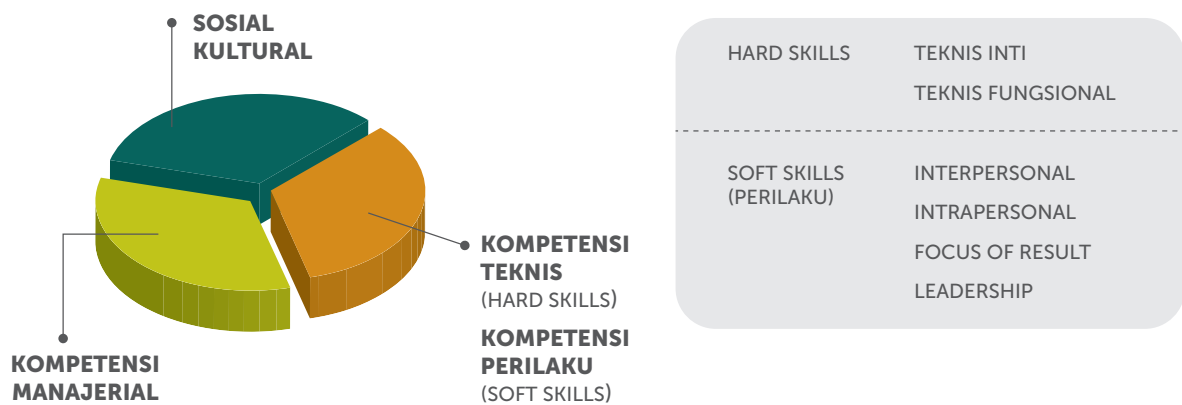 SOSIAL
KULTURAL
KOMPETENSI
TEKNIS
(HARD SKILLS)
KOMPETENSI
PERILAKU
(SOFT SKILLS)
KOMPETENSI
MANAJERIAL
HARD SKILLS
TEKNIS INTI
TEKNIS FUNGSIONAL
SOFT SKILLS
(PERILAKU)
INTERPERSONAL
INTRAPERSONAL
FOCUS OF RESULT
LEADERSHIP